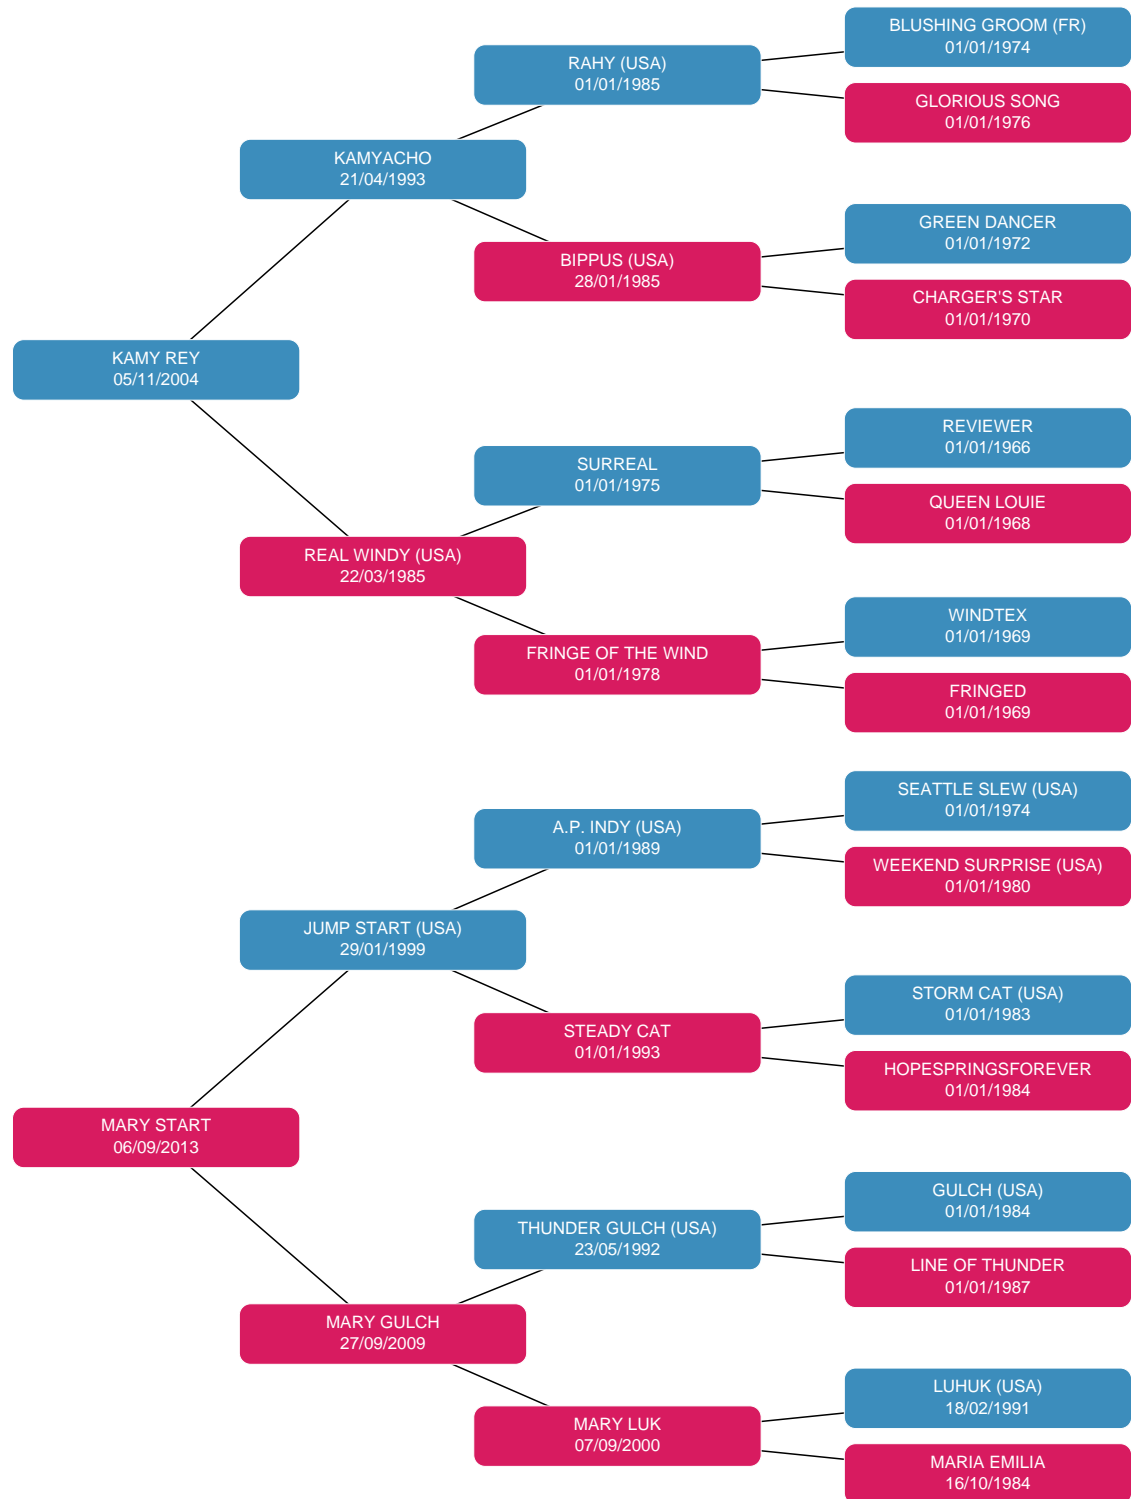 BLUSHING GROOM (FR)
01/01/1974
RAHY (USA)
01/01/1985
GLORIOUS SONG
01/01/1976
KAMYACHO
21/04/1993
GREEN DANCER
01/01/1972
BIPPUS (USA)
28/01/1985
CHARGER'S STAR
01/01/1970
KAMY REY
05/11/2004
REVIEWER
01/01/1966
SURREAL
01/01/1975
QUEEN LOUIE
01/01/1968
REAL WINDY (USA)
22/03/1985
WINDTEX
01/01/1969
FRINGE OF THE WIND
01/01/1978
FRINGED
01/01/1969
SEATTLE SLEW (USA)
01/01/1974
A.P. INDY (USA)
01/01/1989
WEEKEND SURPRISE (USA)
01/01/1980
JUMP START (USA)
29/01/1999
STORM CAT (USA)
01/01/1983
STEADY CAT
01/01/1993
HOPESPRINGSFOREVER
01/01/1984
MARY START
06/09/2013
GULCH (USA)
01/01/1984
THUNDER GULCH (USA)
23/05/1992
LINE OF THUNDER
01/01/1987
MARY GULCH
27/09/2009
LUHUK (USA)
18/02/1991
MARY LUK
07/09/2000
MARIA EMILIA
16/10/1984